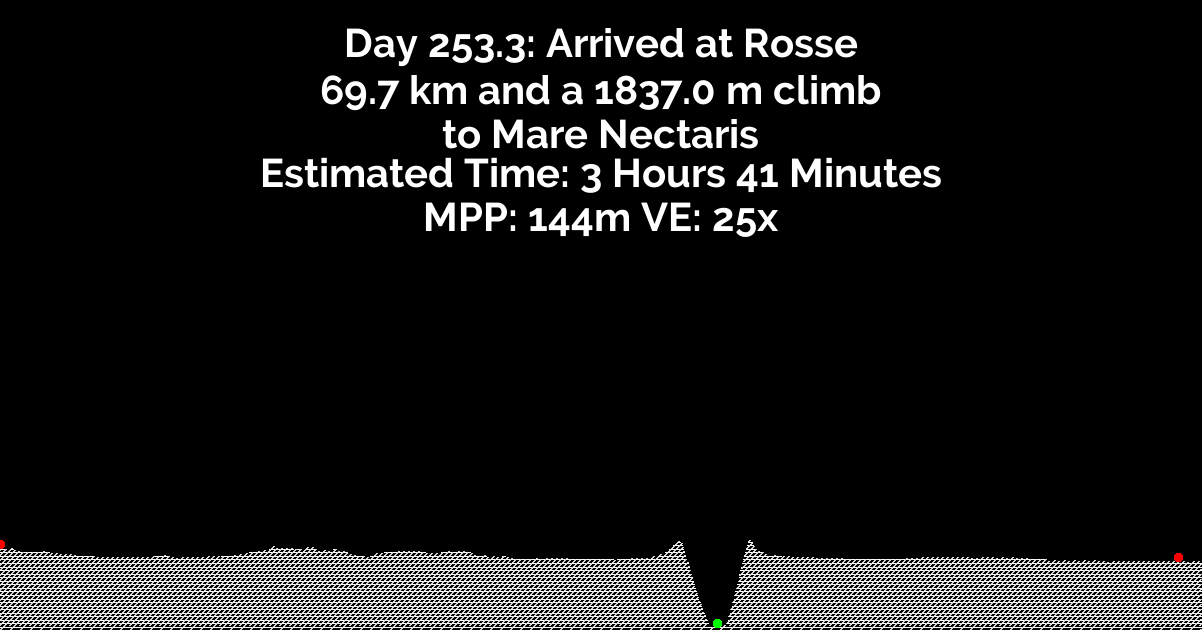 Day 253.3: Arrived at Rosse
69.7 km and a 1837.0 m climb
to Mare Nectaris
Estimated Time: 3 Hours 41 Minutes
MPP: 144m VE: 25x